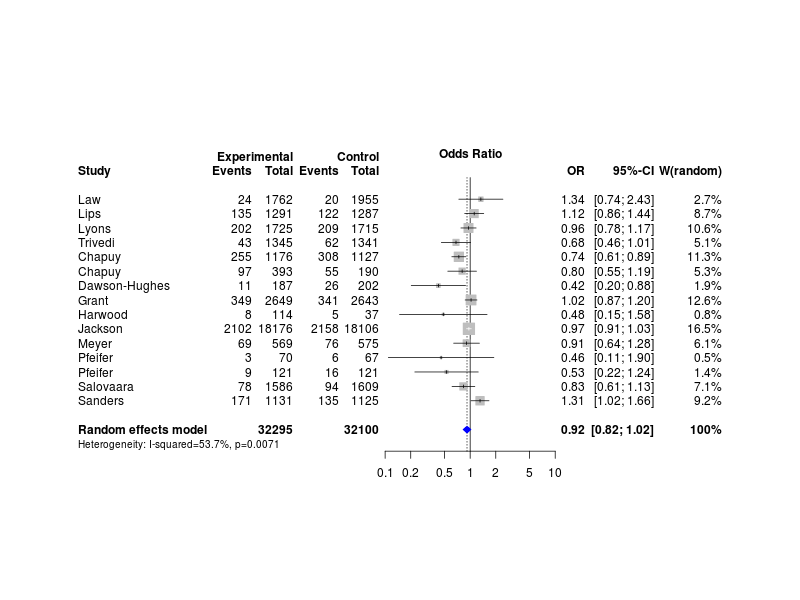 Experimental Control Odds Ratio
Study Events Total Events Total OR 95%-CI W(random)
Law 24 1762 20 1955 1.34 [0.74; 2.43] 2.7%
Lips 135 1291 122 1287 1.12 [0.86; 1.44] 8.7%
Lyons 202 1725 209 1715 0.96 [0.78; 1.17] 10.6%
Trivedi 43 1345 62 1341 0.68 [0.46; 1.01] 5.1%
Chapuy 255 1176 308 1127 0.74 [0.61; 0.89] 11.3%
Chapuy 97 393 55 190 0.80 [0.55; 1.19] 5.3%
Dawson-Hughes 11 187 26 202 0.42 [0.20; 0.88] 1.9%
Grant 349 2649 341 2643 1.02 [0.87; 1.20] 12.6%
Harwood 8 114 5 37 0.48 [0.15; 1.58] 0.8%
Jackson 2102 18176 2158 18106 0.97 [0.91; 1.03] 16.5%
Meyer 69 569 76 575 0.91 [0.64; 1.28] 6.1%
Pfeifer 3 70 6 67 0.46 [0.11; 1.90] 0.5%
Pfeifer 9 121 16 121 0.53 [0.22; 1.24] 1.4%
Salovaara 78 1586 94 1609 0.83 [0.61; 1.13] 7.1%
Sanders 171 1131 135 1125 1.31 [1.02; 1.66] 9.2%
Random effects model 32295 32100 0.92 [0.82; 1.02] 100%
Heterogeneity: I-squared=53.7%, p=0.0071
0.1 0.2 0.5 1 2 5 10